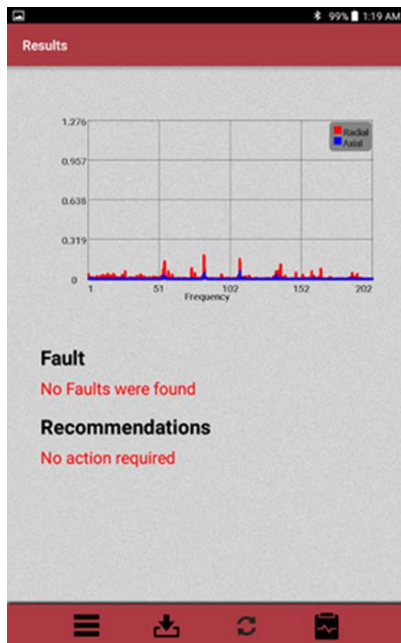 99% 1:19 AM
Results
1.276
0.957
0.638
0.319
0
Radial
Axial
1 51 102 152 202
Frequency
Fault
No Faults were found
Recommendations
No action required